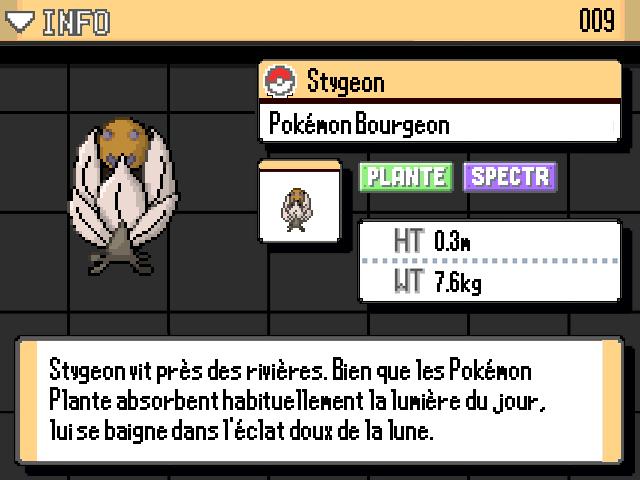 INFO
009
Stygeon
Pokémon Bourgeon
PLANTE
SPECTR
HT 0.3m
WT 7.6kg
Stygeon vit près des rivières. Bien que les Pokémon
Plante absorbent habituellement la lumière du jour,
lui se baigne dans l'éclat doux de la lune.